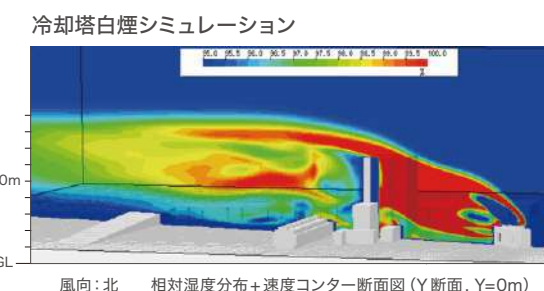 冷却塔白煙シミュレーション
95.0 95.5 96.0 96.5 97.0 97.5 98.0 98.5 99.0 99.5 100.0
%
0m
GL
風向：北　相対湿度分布+速度コンター断面図（Y断面，Y=0m）